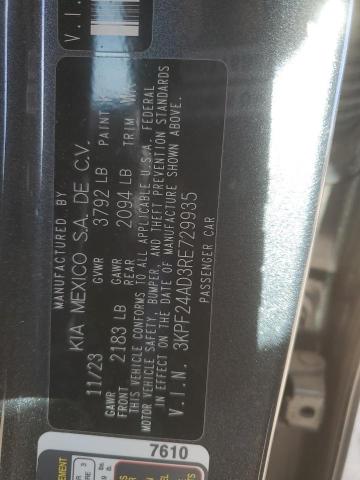 V.I.
MANUFACTURED BY
KIA MEXICO S.A. DE C.V.
11/23 GVWR 3792 LB PAINT
GAWR FRONT 2183 LB GAWR REAR 2094 LB TRIM
THIS VEHICLE CONFORMS TO ALL APPLICABLE U.S.A. FEDERAL
MOTOR VEHICLE SAFETY, BUMPER, AND THEFT PREVENTION STANDARDS
IN EFFECT ON THE DATE OF MANUFACTURE SHOWN ABOVE.
V.I.N. 3KPF24AD3RE729935
PASSENGER CAR
7610